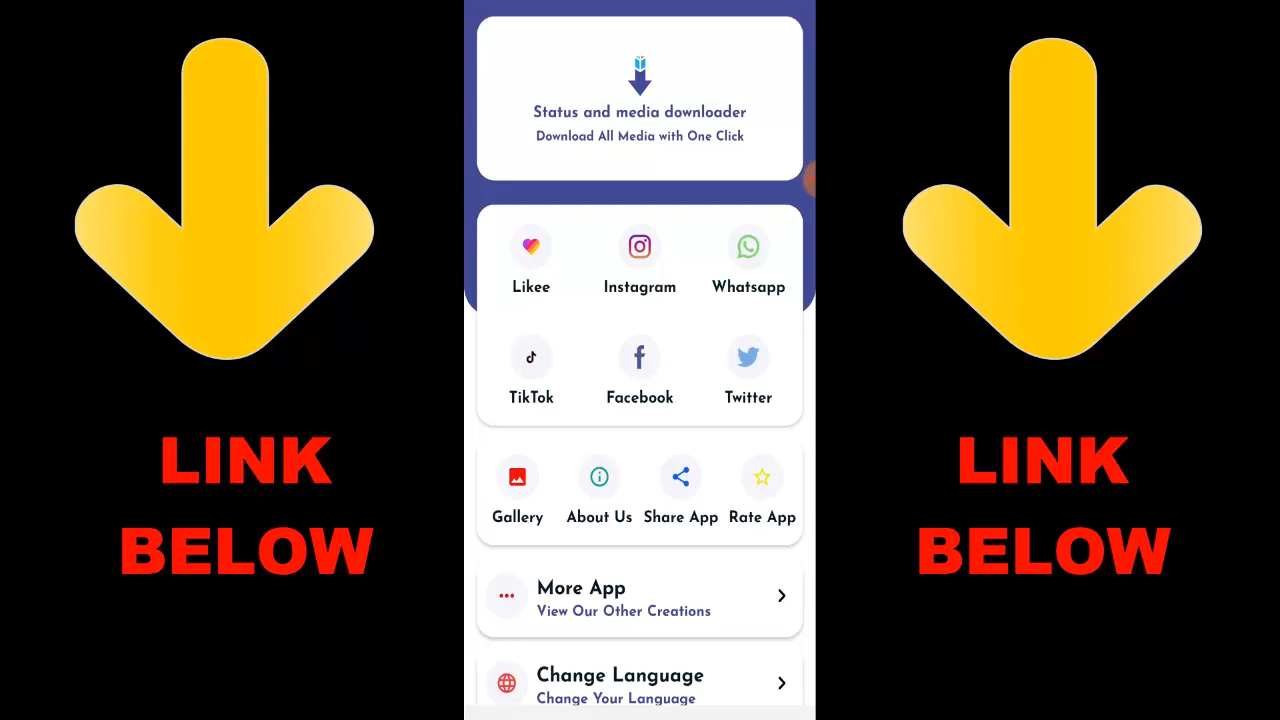 Status and media downloader
Download All Media with One Click
Likee
Instagram
Whatsapp
TikTok
Facebook
Twitter
Gallery
About Us
Share App
Rate App
More App
View Our Other Creations
Change Language
Change Your Language
LINK
BELOW
LINK
BELOW